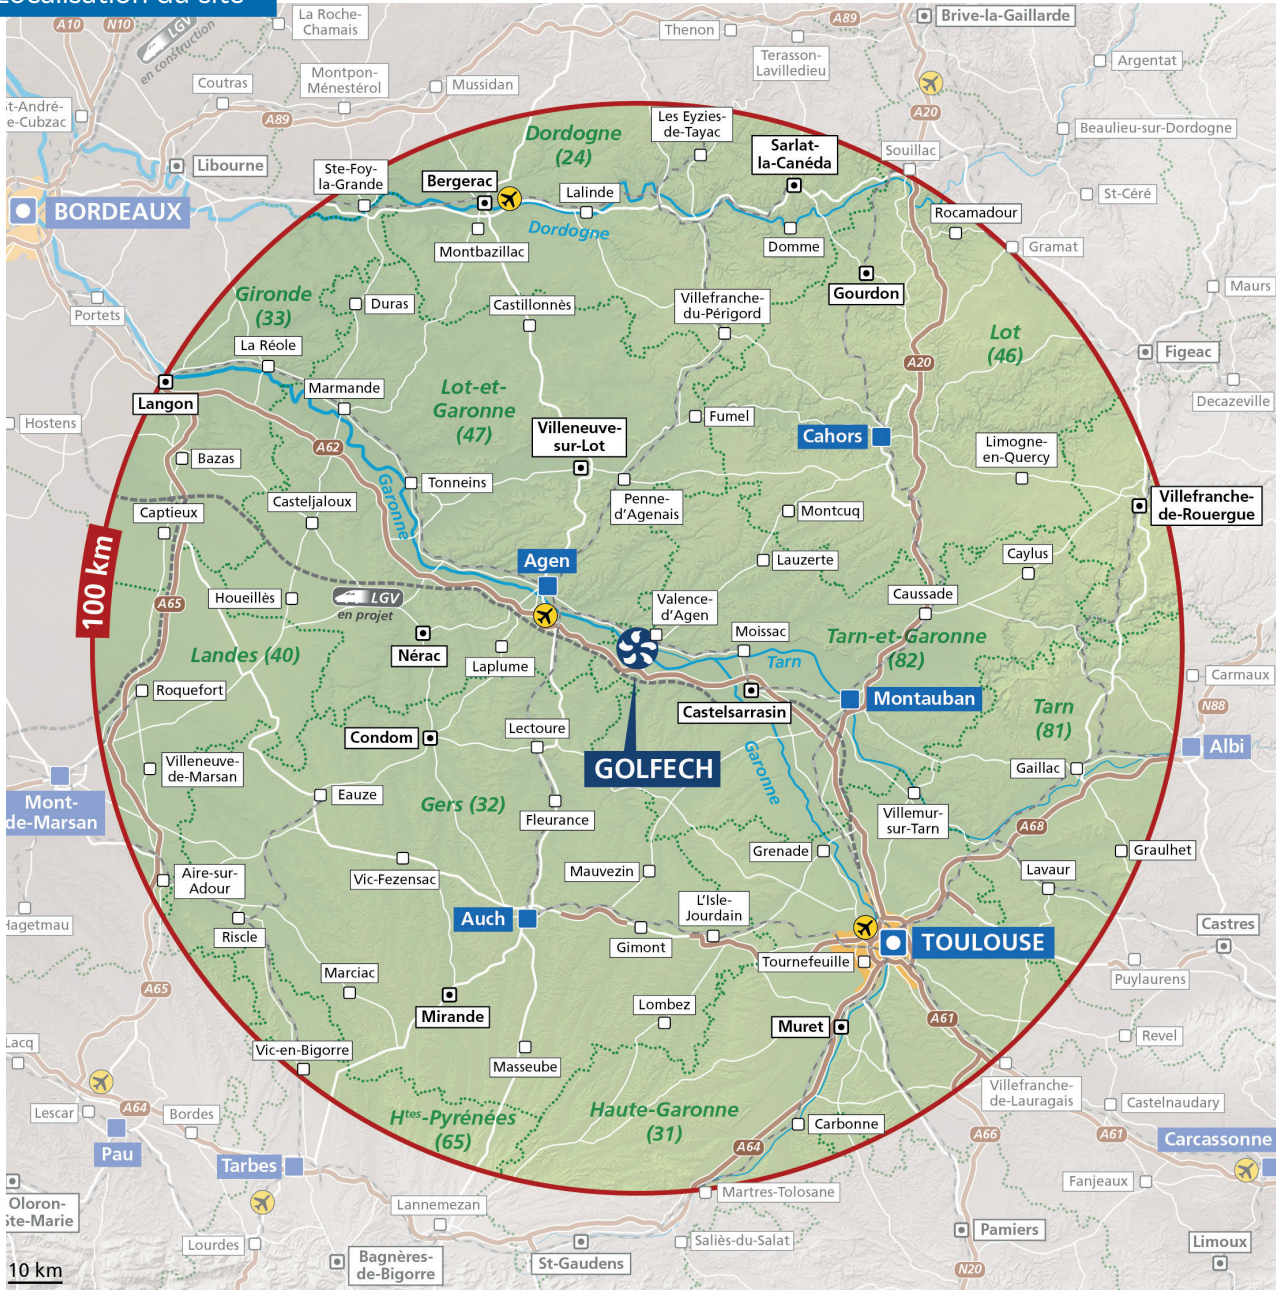 Localisation du site
A10
N10
LGV
en construction
La Roche-
Chamais
Thenon
A89
Brive-la-Gaillarde
Terasson-
Lavilledieu
Argentat
Coutras
Montpon-
Ménestérol
Mussidan
St-André-
de-Cubzac
A89
A20
Beaulieu-sur-Dordogne
Dordogne
(24)
Les Eyzies-
de-Tayac
Sarlat-
la-Canéda
Souillac
Libourne
Ste-Foy-
la-Grande
Bergerac
Lalinde
St-Céré
BORDEAUX
Rocamadour
Dordogne
Montbazillac
Domme
Gramat
Gironde
(33)
Duras
Castillonnès
Villefranche-
du-Périgord
Gourdon
Maurs
Portets
La Réole
Lot
(46)
Figeac
A20
Langon
Marmande
Lot-et-
Garonne
(47)
Decazeville
Hostens
Fumel
Villeneuve-
sur-Lot
Cahors
A62
Limogne-
en-Quercy
Bazas
Tonneins
Garonne
Penne-
d'Agenais
Montcuq
Villefranche-
de-Rouergue
Captieux
Casteljaloux
100 km
Agen
Lauzerte
Caylus
A65
Houeillès
LGV
en projet
Valence-
d'Agen
Caussade
Moissac
Tarn-et-Garonne
(82)
Landes (40)
Nérac
Laplume
Tarn
Carmaux
Roquefort
Castelsarrasin
Montauban
N88
Tarn
(81)
Condom
Lectoure
Albi
Garonne
Villeneuve-
de-Marsan
GOLFECH
Gaillac
Mont-
de-Marsan
Eauze
Gers (32)
Fleurance
Villemur-
sur-Tarn
A68
Grenade
Graulhet
Vic-Fezensac
Mauvezin
Lavaur
Aire-sur-
Adour
L'Isle-
Jourdain
Hagetmau
Auch
Castres
Riscle
Gimont
TOULOUSE
Tournefeuille
Marciac
Puylaurens
A65
Lombez
Mirande
Muret
A61
Revel
Lacq
Vic-en-Bigorre
Masseube
Villefranche-
de-Lauragais
A64
Lescar
Bordes
Htes-Pyrénées
(65)
Haute-Garonne
(31)
Carbonne
Castelnaudary
A66
A61
Pau
Tarbes
A64
Carcassonne
Fanjeaux
Martres-Tolosane
Oloron-
Ste-Marie
Lannemezan
Pamiers
Lourdes
Saliès-du-Salat
Limoux
Bagnères-
de-Bigorre
St-Gaudens
N20
10 km